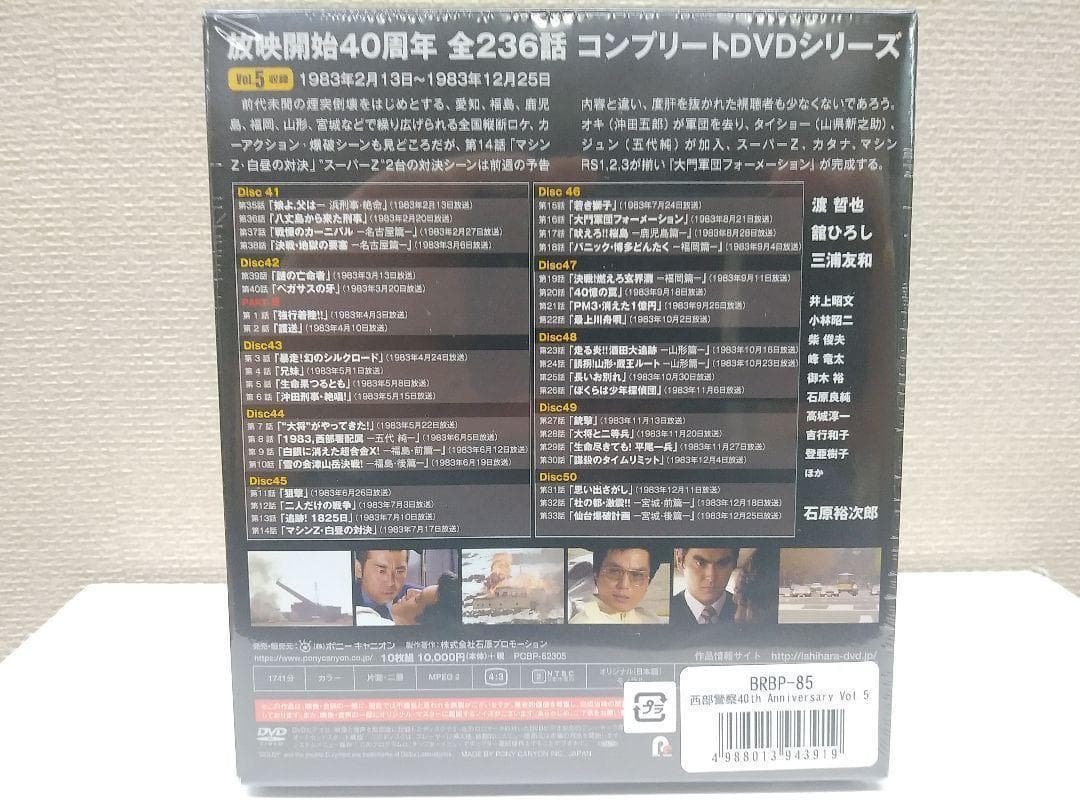 放映開始40周年 全236話 コンプリートDVDシリーズ
Vol.5 収録 1983年2月13日～1983年12月25日
前代未聞の煙突倒壊をはじめとする、愛知、福島、鹿児
島、福岡、山形、宮城などで繰り広げられる全国縦断ロケ、カ
ーアクション・爆破シーンも見どころだが、第14話「マシン
Z・白昼の対決」"スーパーZ"2台の対決シーンは前週の予告
内容と違い、度肝を抜かれた視聴者も少なくないであろう。
オキ（沖田五郎）が軍団を去り、タイショー（山県新之助）、
ジュン（五代純）が加入、スーパーZ、カタナ、マシン
RS1,2,3が揃い「大門軍団フォーメーション」が完成する。
Disc 41
第35話「娘よ、父は― 浜刑事・絶命」（1983年2月13日放送）
第36話「八丈島から来た刑事」（1983年2月20日放送）
第37話「戦慄のカーニバル ―名古屋篇―」（1983年2月27日放送）
第38話「決戦・地獄の要塞 ―名古屋篇―」（1983年3月6日放送）
Disc42
第39話「謎の亡命者」（1983年3月13日放送）
第40話「ペガサスの牙」（1983年3月20日放送）
PART-Ⅲ
第 1 話「強行着陸!!」（1983年4月3日放送）
第 2 話「護送」（1983年4月10日放送）
Disc43
第 3 話「暴走！幻のシルクロード」（1983年4月24日放送）
第 4 話「兄妹」（1983年5月1日放送）
第 5 話「生命果つるとも」（1983年5月8日放送）
第 6 話「沖田刑事・絶唱！」（1983年5月15日放送）
Disc44
第 7 話「"大将"がやってきた！」（1983年5月22日放送）
第 8 話「1983,西部署配属 ―五代 純―」（1983年6月5日放送）
第 9 話「白銀に消えた超合金X！ ―福島・前篇―」（1983年6月12日放送）
第10話「雪の会津山岳決戦！ ―福島・後篇―」（1983年6月19日放送）
Disc45
第11話「狙撃」（1983年6月26日放送）
第12話「二人だけの戦争」（1983年7月3日放送）
第13話「追跡！ 1825日」（1983年7月10日放送）
第14話「マシンZ・白昼の対決」（1983年7月17日放送）
Disc 46
第15話「若き獅子」（1983年7月24日放送）
第16話「大門軍団フォーメーション」（1983年8月21日放送）
第17話「吠えろ!!桜島 ―鹿児島篇―」（1983年8月28日放送）
第18話「パニック・博多どんたく ―福岡篇―」（1983年9月4日放送）
Disc47
第19話「決戦！燃えろ玄界灘 ―福岡篇―」（1983年9月11日放送）
第20話「40億の罠」（1983年9月18日放送）
第21話「PM3・消えた1億円」（1983年9月25日放送）
第22話「最上川舟唄」（1983年10月2日放送）
Disc48
第23話「走る炎!!酒田大追跡 ―山形篇―」（1983年10月16日放送）
第24話「誘拐！山形・蔵王ルート ―山形篇―」（1983年10月23日放送）
第25話「長いお別れ」（1983年10月30日放送）
第26話「ぼくらは少年探偵団」（1983年11月6日放送）
Disc49
第27話「銃撃」（1983年11月13日放送）
第28話「大将と二等兵」（1983年11月20日放送）
第29話「生命尽きても！ 平尾一兵」（1983年11月27日放送）
第30話「謀殺のタイムリミット」（1983年12月4日放送）
Disc50
第31話「思い出さがし」（1983年12月11日放送）
第32話「杜の都・激震!! ―宮城・前篇―」（1983年12月18日放送）
第33話「仙台爆破計画 ―宮城・後篇―」（1983年12月25日放送）
渡 哲也
舘ひろし
三浦友和
井上昭文
小林昭二
柴 俊夫
峰 竜太
御木 裕
石原良純
高城淳一
吉行和子
登亜樹子
ほか
石原裕次郎
発売・販売元：(株)ポニーキャニオン 製作著作：株式会社石原プロモーション
https://www.ponycanyon.co.jp/ 10枚組 10,000円（本体）+税 PCBP-62305
作品情報サイト http://ishihara-dvd.jp/
1741分 カラー 片面・二層 MPEG 2 4:3 2 NTSC オリジナル（日本語）
プラ
BRBP-85
西部警察40th Anniversary Vol 5
4988013943919
DVD
MADE BY PONY CANYON INC. JAPAN